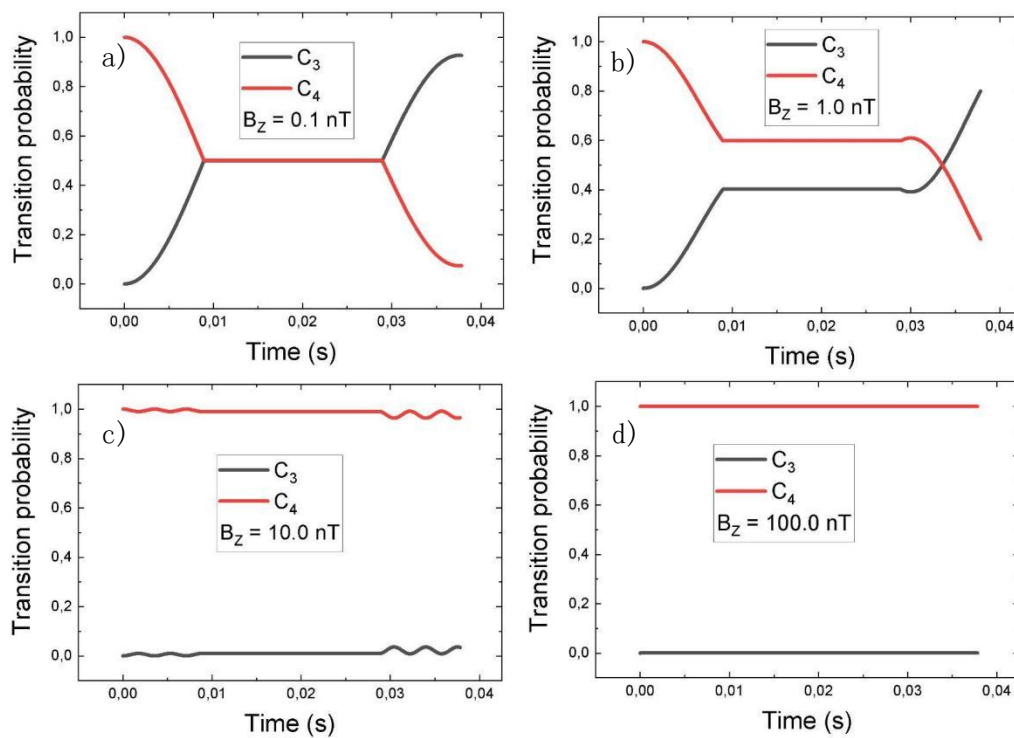 a)
Transition probability
1,0
0,8
0,6
0,4
0,2
0,0
C3
C4
BZ = 0.1 nT
0,00 0,01 0,02 0,03 0,04
Time (s)
b)
Transition probability
1,0
0,8
0,6
0,4
0,2
0,0
C3
C4
BZ = 1.0 nT
0,00 0,01 0,02 0,03 0,04
Time (s)
c)
Transition probability
1,0
0,8
0,6
0,4
0,2
0,0
C3
C4
BZ = 10.0 nT
0,00 0,01 0,02 0,03 0,04
Time (s)
d)
Transition probability
1,0
0,8
0,6
0,4
0,2
0,0
C3
C4
BZ = 100.0 nT
0,00 0,01 0,02 0,03 0,04
Time (s)